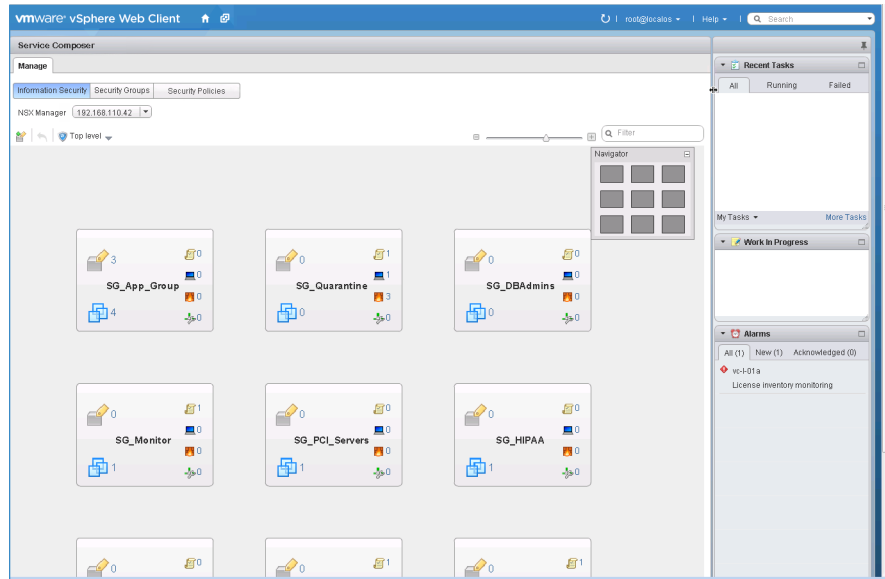 vmware® vSphere Web Client
root@localos
Help
Search
Service Composer
Manage
Information Security
Security Groups
Security Policies
NSX Manager
192.168.110.42
Top level
Filter
Navigator
3
0
0
SG_App_Group
0
4
0
0
1
1
SG_Quarantine
3
0
0
0
0
0
SG_DBAdmins
0
0
0
0
1
0
SG_Monitor
0
1
0
0
0
0
SG_PCI_Servers
0
1
0
0
0
0
SG_HIPAA
0
1
0
0
0
0
1
0
1
Recent Tasks
All
Running
Failed
My Tasks
More Tasks
Work In Progress
Alarms
All (1)
New (1)
Acknowledged (0)
vc-l-01a
License inventory monitoring